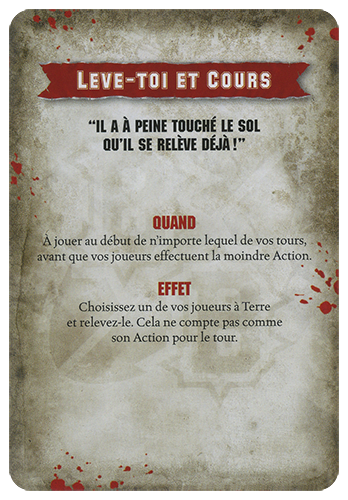 LEVE-TOI ET COURS
“IL A À PEINE TOUCHÉ LE SOL
QU’IL SE RELÈVE DÉJÀ !”
QUAND
À jouer au début de n’importe lequel de vos tours,
avant que vos joueurs effectuent la moindre Action.
EFFET
Choisissez un de vos joueurs à Terre
et relevez-le. Cela ne compte pas comme
son Action pour le tour.